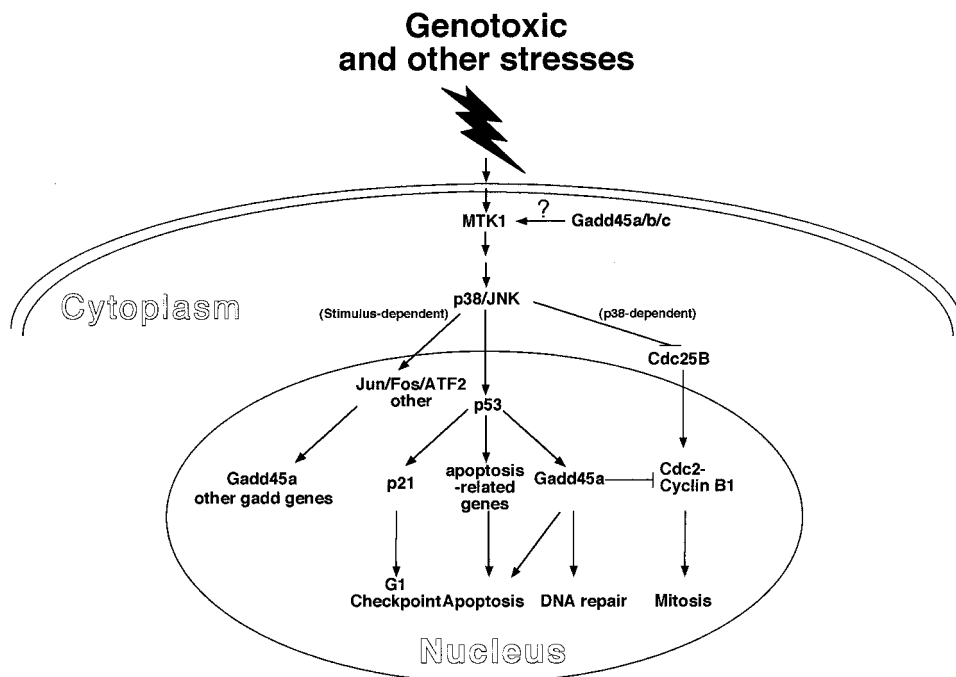 Genotoxic
and other stresses
MTK1
?
Gadd45a/b/c
Cytoplasm
p38/JNK
(Stimulus-dependent)
(p38-dependent)
Cdc25B
Jun/Fos/ATF2
other
p53
Gadd45a
other gadd genes
p21
apoptosis
-related
genes
Gadd45a
Cdc2-
Cyclin B1
G1
Checkpoint
Apoptosis
DNA repair
Mitosis
Nucleus